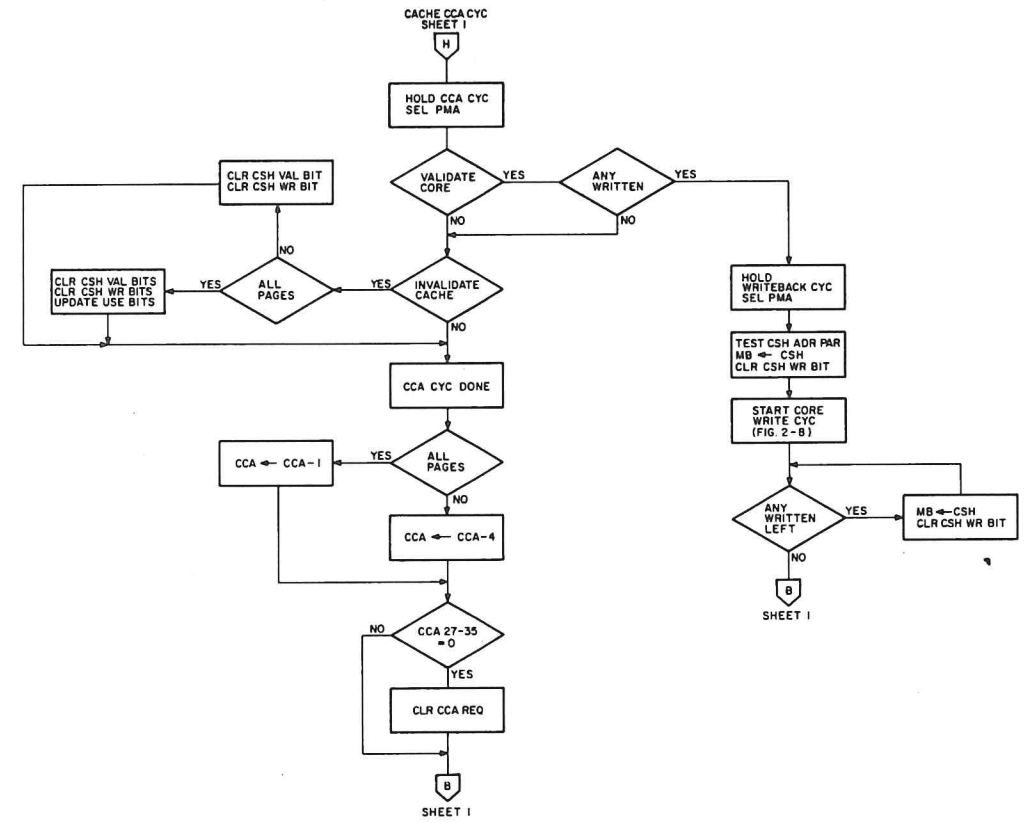 CACHE CCA CYC
SHEET 1
H
HOLD CCA CYC
SEL PMA
VALIDATE
CORE
YES
NO
ANY
WRITTEN
YES
NO
CLR CSH VAL BIT
CLR CSH WR BIT
NO
ALL
PAGES
YES
CLR CSH VAL BITS
CLR CSH WR BITS
UPDATE USE BITS
INVALIDATE
CACHE
YES
NO
HOLD
WRITEBACK CYC
SEL PMA
TEST CSH ADR PAR
MB ← CSH
CLR CSH WR BIT
START CORE
WRITE CYC
(FIG. 2-8)
ANY
WRITTEN
LEFT
YES
NO
MB ← CSH
CLR CSH WR BIT
B
SHEET 1
CCA CYC DONE
ALL
PAGES
YES
NO
CCA ← CCA-1
CCA ← CCA-4
CCA 27-35
= 0
NO
YES
CLR CCA REQ
B
SHEET 1